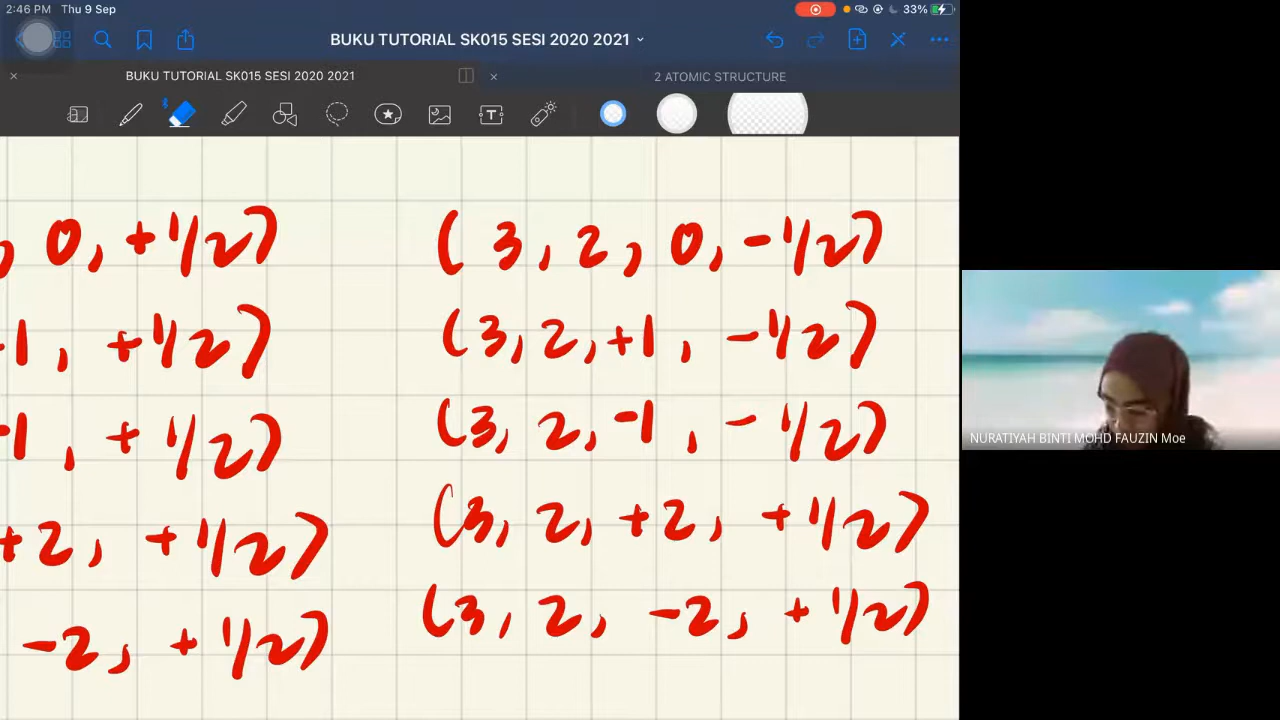 2:46 PM Thu 9 Sep
33%
BUKU TUTORIAL SK015 SESI 2020 2021
BUKU TUTORIAL SK015 SESI 2020 2021
2 ATOMIC STRUCTURE
, 0, +1/2)
(3, 2, 0, -1/2)
-1, +1/2)
(3, 2, +1, -1/2)
-1, +1/2)
(3, 2, -1, -1/2)
+2, +1/2)
(3, 2, +2, +1/2)
-2, +1/2)
(3, 2, -2, +1/2)
NURATIYAH BINTI MOHD FAUZIN Moe